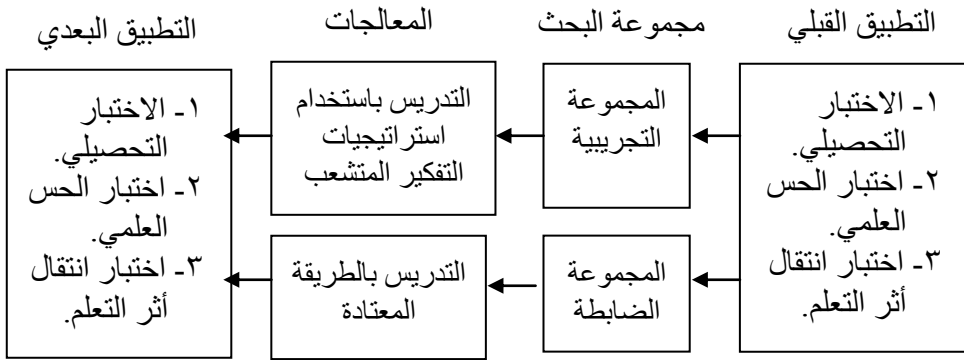 التطبيق القبلي
مجموعة البحث
المعالجات
التطبيق البعدي
١- الاختبار
التحصيلي.
٢- اختبار الحس
العلمي.
٣- اختبار انتقال
أثر التعلم.
المجموعة
التجريبية
التدريس باستخدام
استراتيجيات
التفكير المتشعب
المجموعة
الضابطة
التدريس بالطريقة
المعتادة
١- الاختبار
التحصيلي.
٢- اختبار الحس
العلمي.
٣- اختبار انتقال
أثر التعلم.